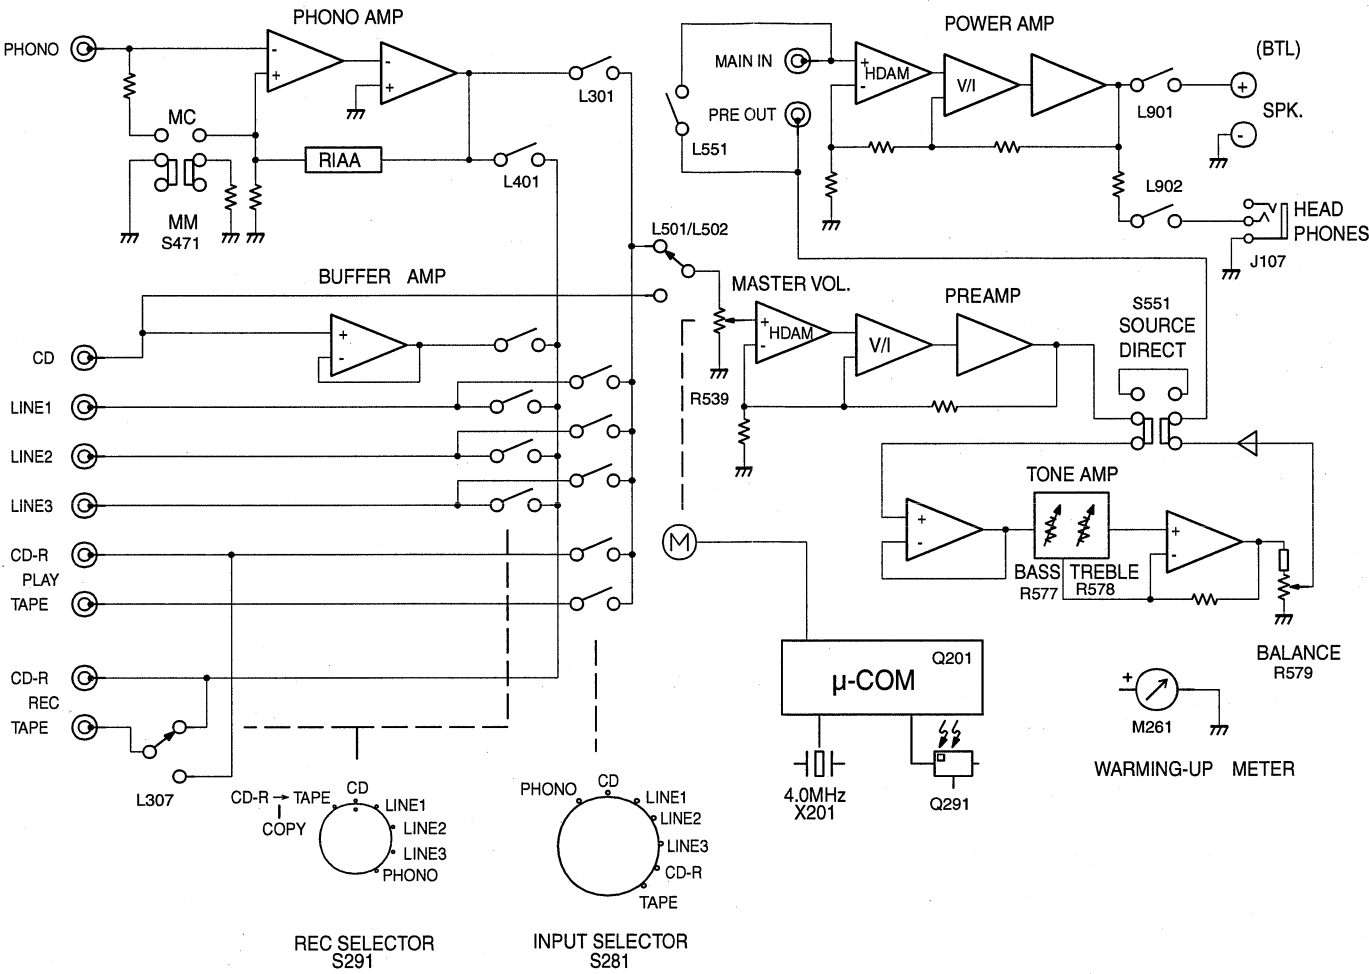 PHONO AMP
POWER AMP
(BTL)
PHONO
-
+
-
+
L301
MAIN IN
PRE OUT
L551
+
-
HDAM
V/I
L901
+
-
SPK.
MC
RIAA
L401
L902
HEAD
PHONES
J107
MM
S471
L501/L502
BUFFER AMP
MASTER VOL.
PREAMP
S551
SOURCE
DIRECT
+
-
CD
+
-
HDAM
V/I
R539
LINE1
LINE2
LINE3
TONE AMP
+
-
+
-
BASS TREBLE
R577 R578
M
CD-R
PLAY
TAPE
BALANCE
R579
CD-R
REC
TAPE
L307
Q201
μ-COM
4.0MHz
X201
Q291
+
M261
WARMING-UP METER
CD-R → TAPE
COPY
CD
LINE1
LINE2
LINE3
PHONO
REC SELECTOR
S291
PHONO
CD
LINE1
LINE2
LINE3
CD-R
TAPE
INPUT SELECTOR
S281